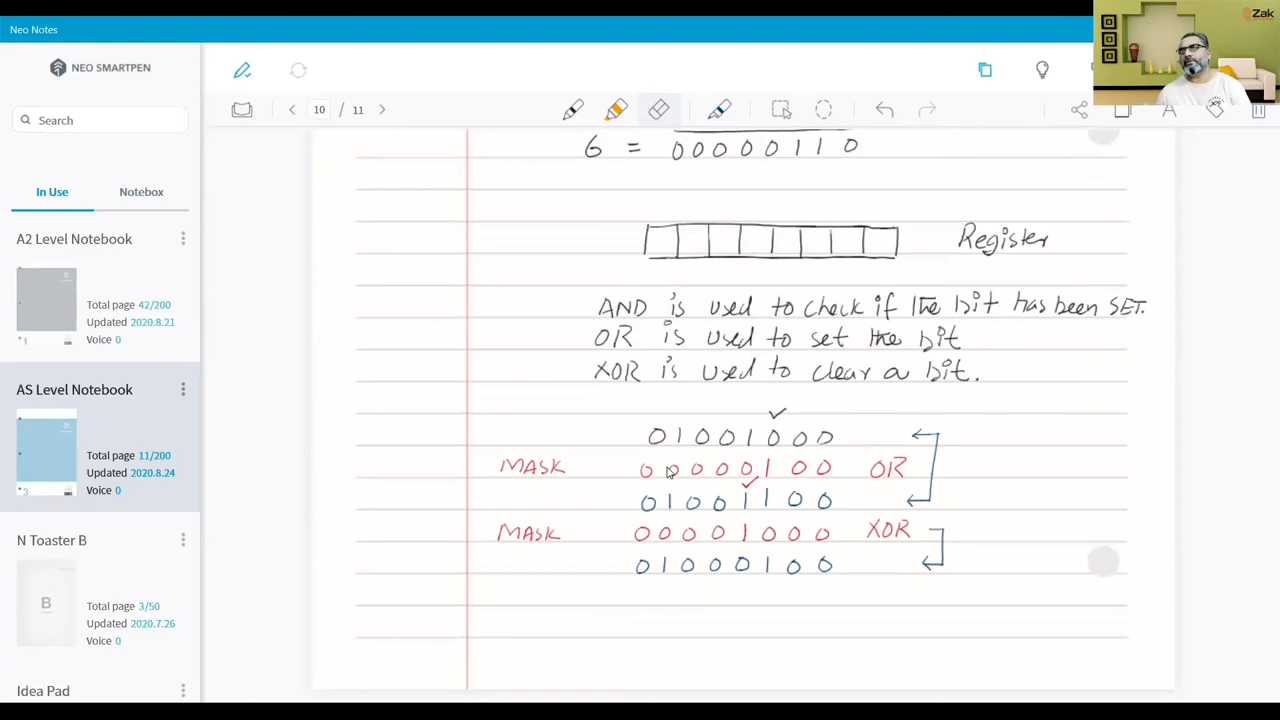 Neo Notes
Zak
NEO SMARTPEN
Search
10 / 11
In Use Notebox
A2 Level Notebook
Total page 42/200
Updated 2020.8.21
Voice 0
AS Level Notebook
Total page 11/200
Updated 2020.8.24
Voice 0
N Toaster B
B
Total page 3/50
Updated 2020.7.26
Voice 0
Idea Pad
6 = 00000110
Register
AND is used to check if the bit has been SET.
OR is used to set the bit
XOR is used to clear a bit.
01001000
MASK 00000100 OR
01001100
MASK 00001000 XOR
01000100